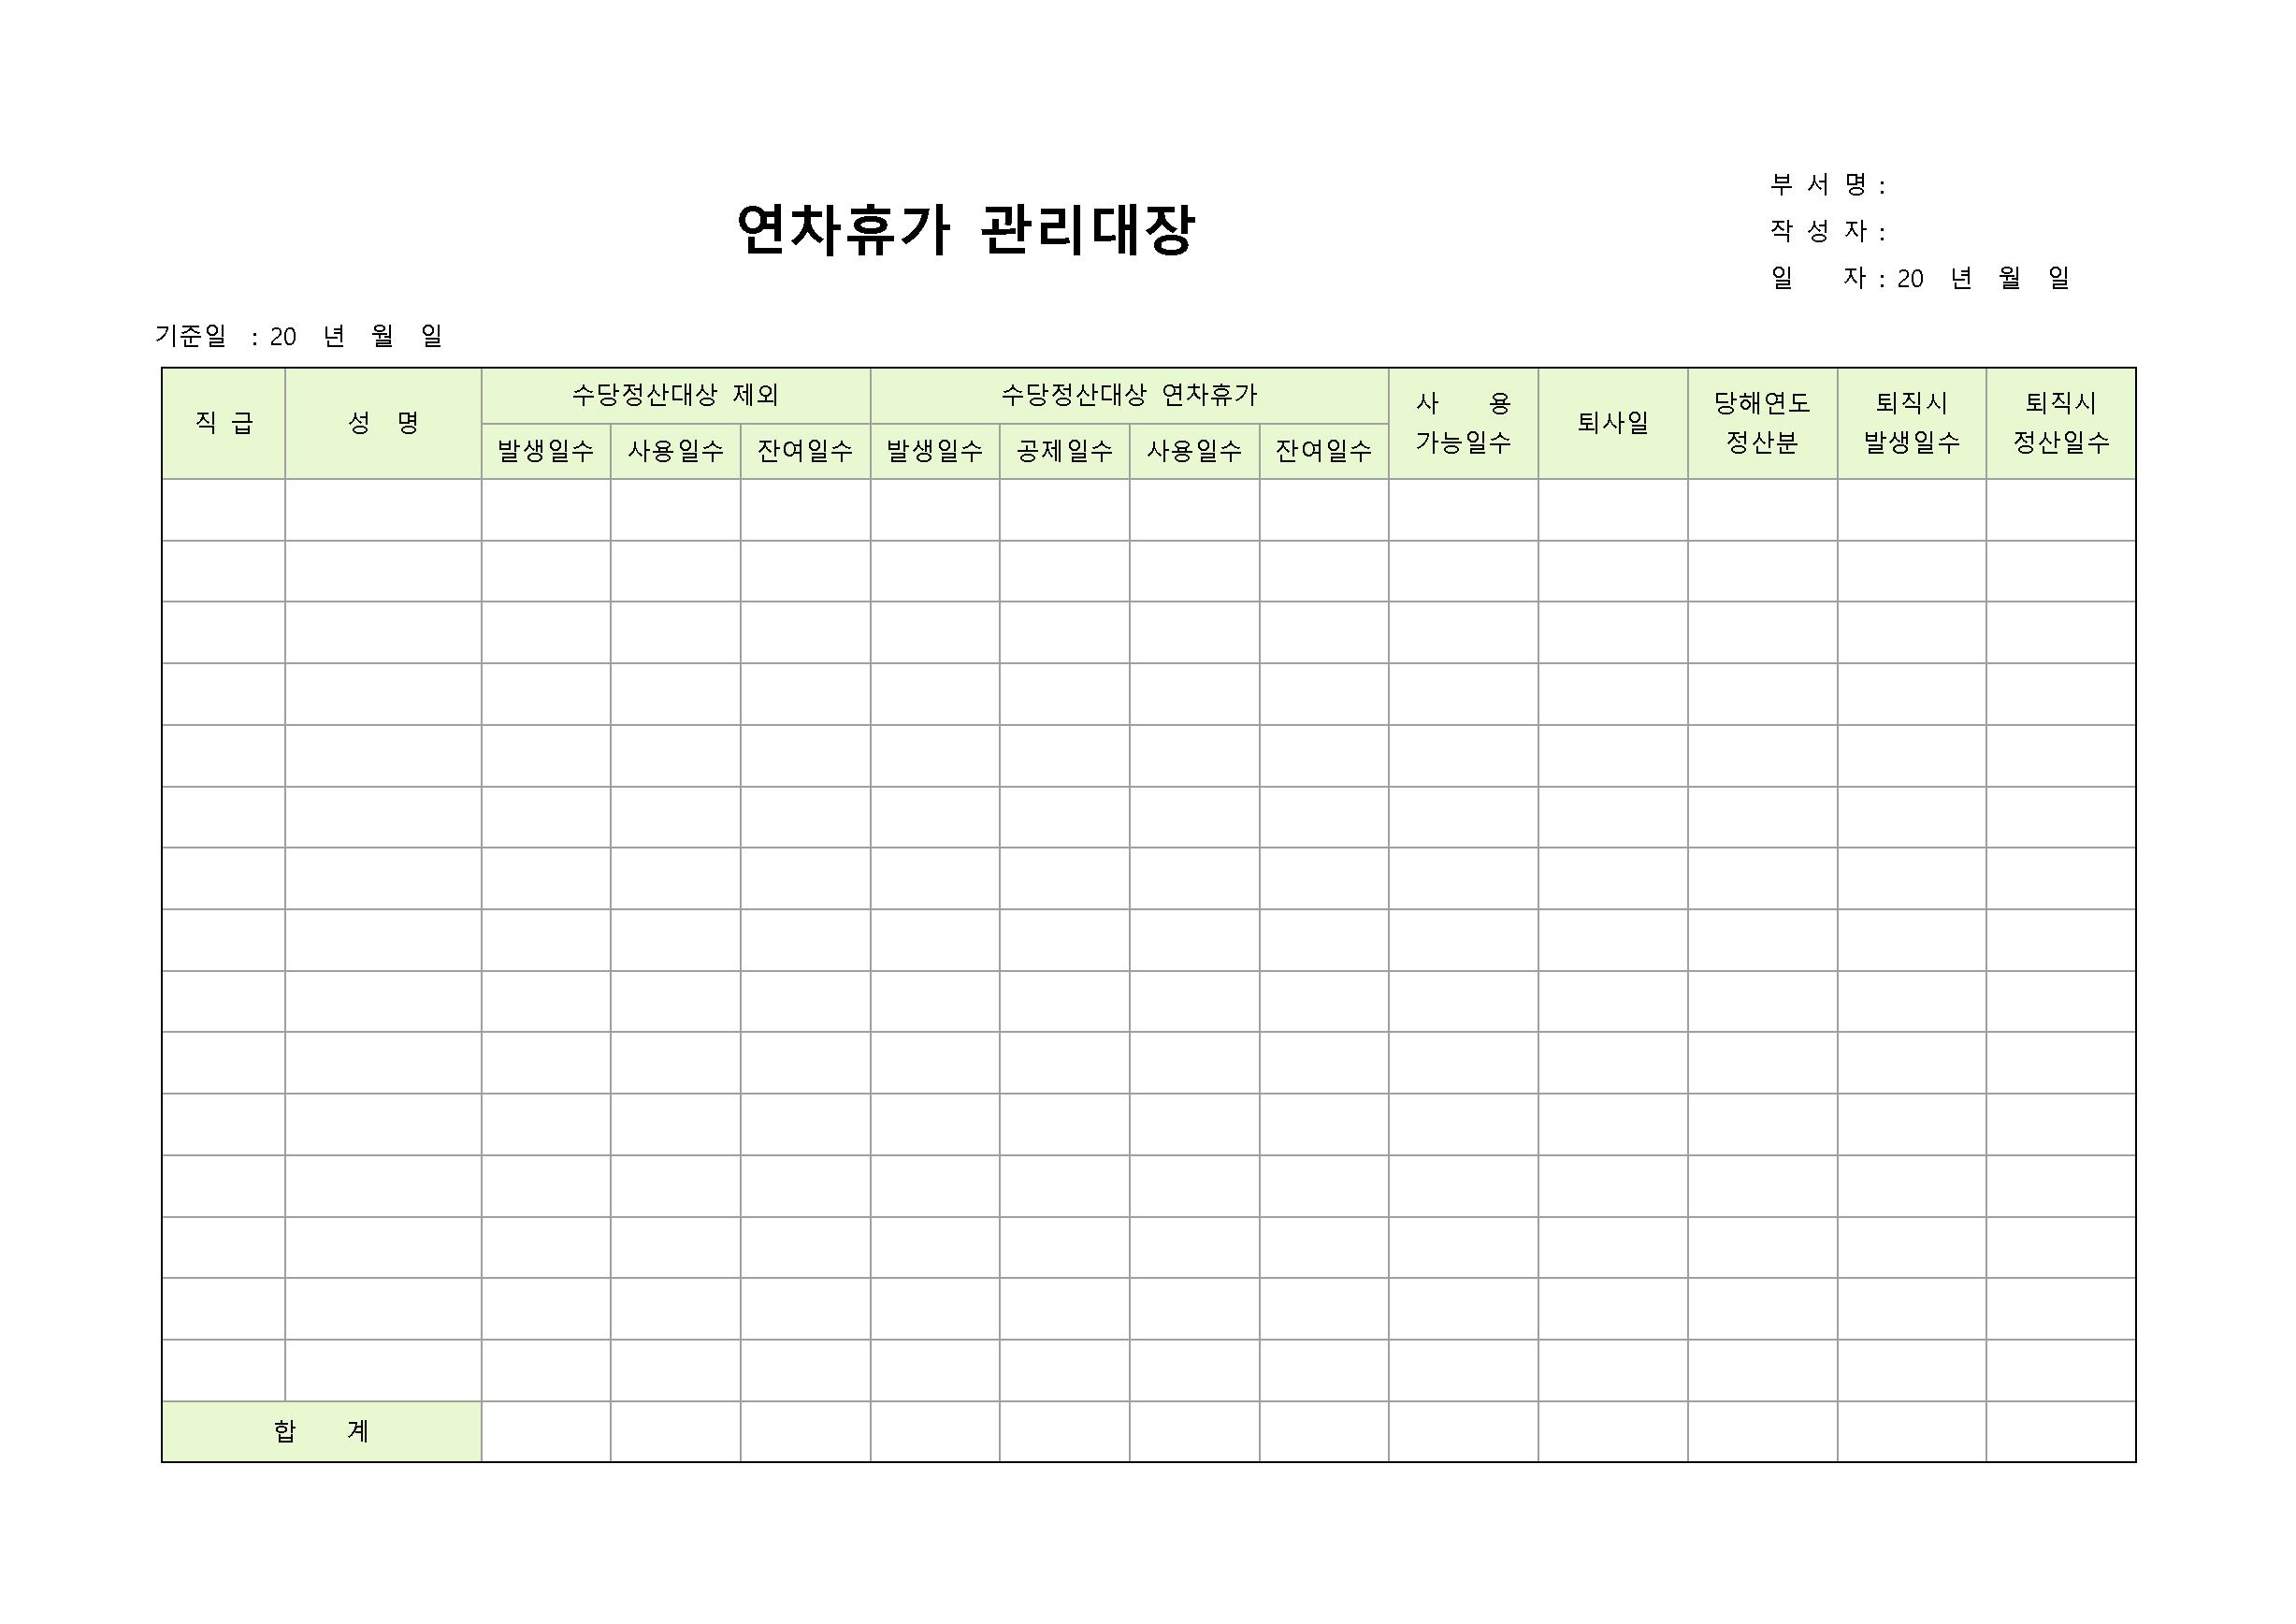 부 서 명 :
연차휴가 관리대장
작 성 자 :
일 자 : 20 년 월 일
기준일 : 20 년 월 일
직 급 성 명 수당정산대상 제외 수당정산대상 연차휴가 사 용 가능일수 퇴사일 당해연도 정산분 퇴직시 발생일수 퇴직시 정산일수
발생일수 사용일수 잔여일수 발생일수 공제일수 사용일수 잔여일수
합 계